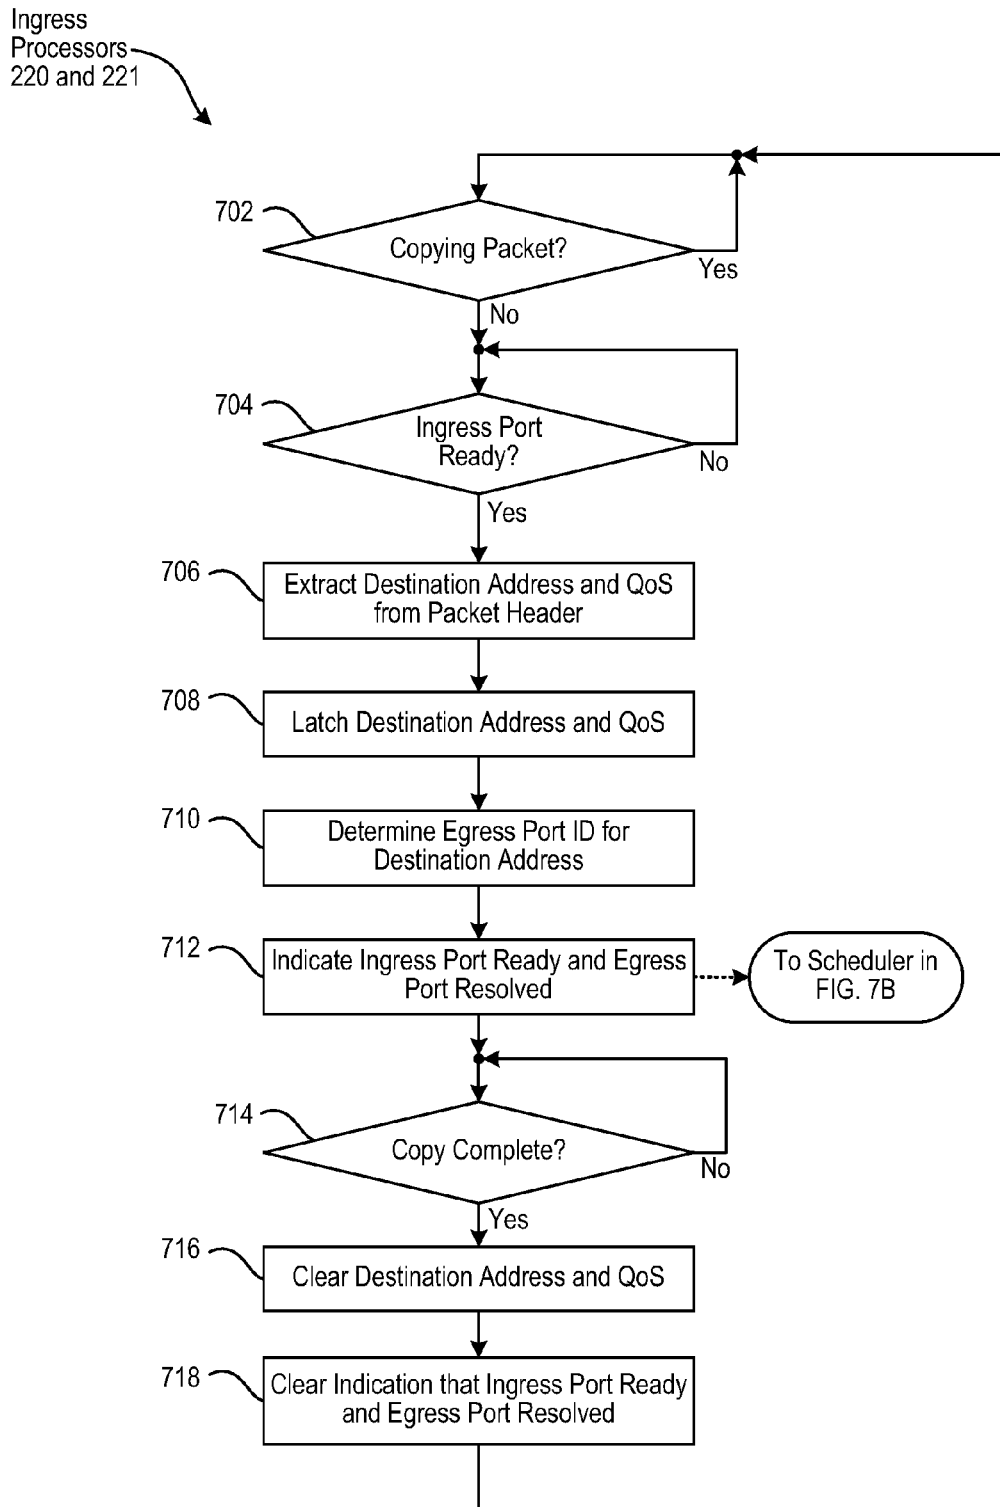 Ingress
Processors
220 and 221
702
Copying Packet?
Yes
No
704
Ingress Port
Ready?
No
Yes
706
Extract Destination Address and QoS
from Packet Header
708
Latch Destination Address and QoS
710
Determine Egress Port ID for
Destination Address
712
Indicate Ingress Port Ready and Egress
Port Resolved
To Scheduler in
FIG. 7B
714
Copy Complete?
No
Yes
716
Clear Destination Address and QoS
718
Clear Indication that Ingress Port Ready
and Egress Port Resolved